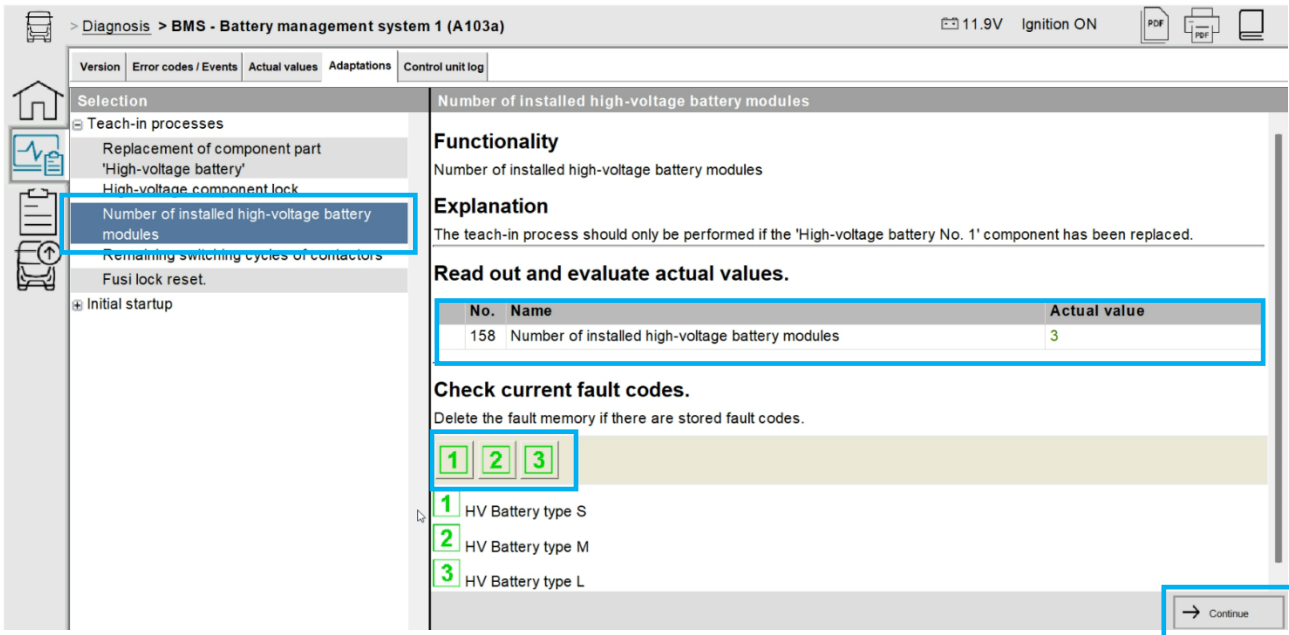 > Diagnosis > BMS - Battery management system 1 (A103a)
11.9V Ignition ON
PDF
PDF
Version Error codes / Events Actual values Adaptations Control unit log
Selection
Teach-in processes
Replacement of component part
'High-voltage battery'
High-voltage component lock
Number of installed high-voltage battery
modules
Remaining switching cycles of contactors
Fusi lock reset.
Initial startup
Number of installed high-voltage battery modules
Functionality
Number of installed high-voltage battery modules
Explanation
The teach-in process should only be performed if the 'High-voltage battery No. 1' component has been replaced.
Read out and evaluate actual values.
No. Name Actual value
158 Number of installed high-voltage battery modules 3
Check current fault codes.
Delete the fault memory if there are stored fault codes.
1 2 3
1 HV Battery type S
2 HV Battery type M
3 HV Battery type L
Continue